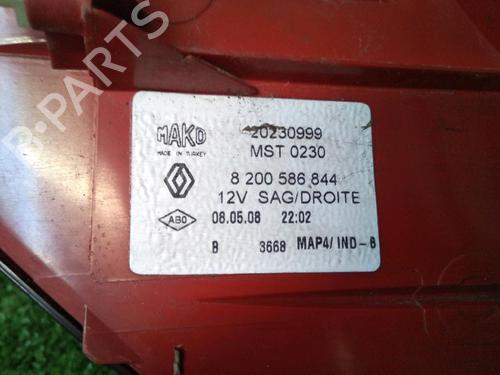 B-PARTS
MAKO
MADE IN TURKEY
20230999
MST 0230
8 200 586 844
12V SAG/DROITE
ABO
08.05.08 22:02
B 3668 MAP4/ IND-B